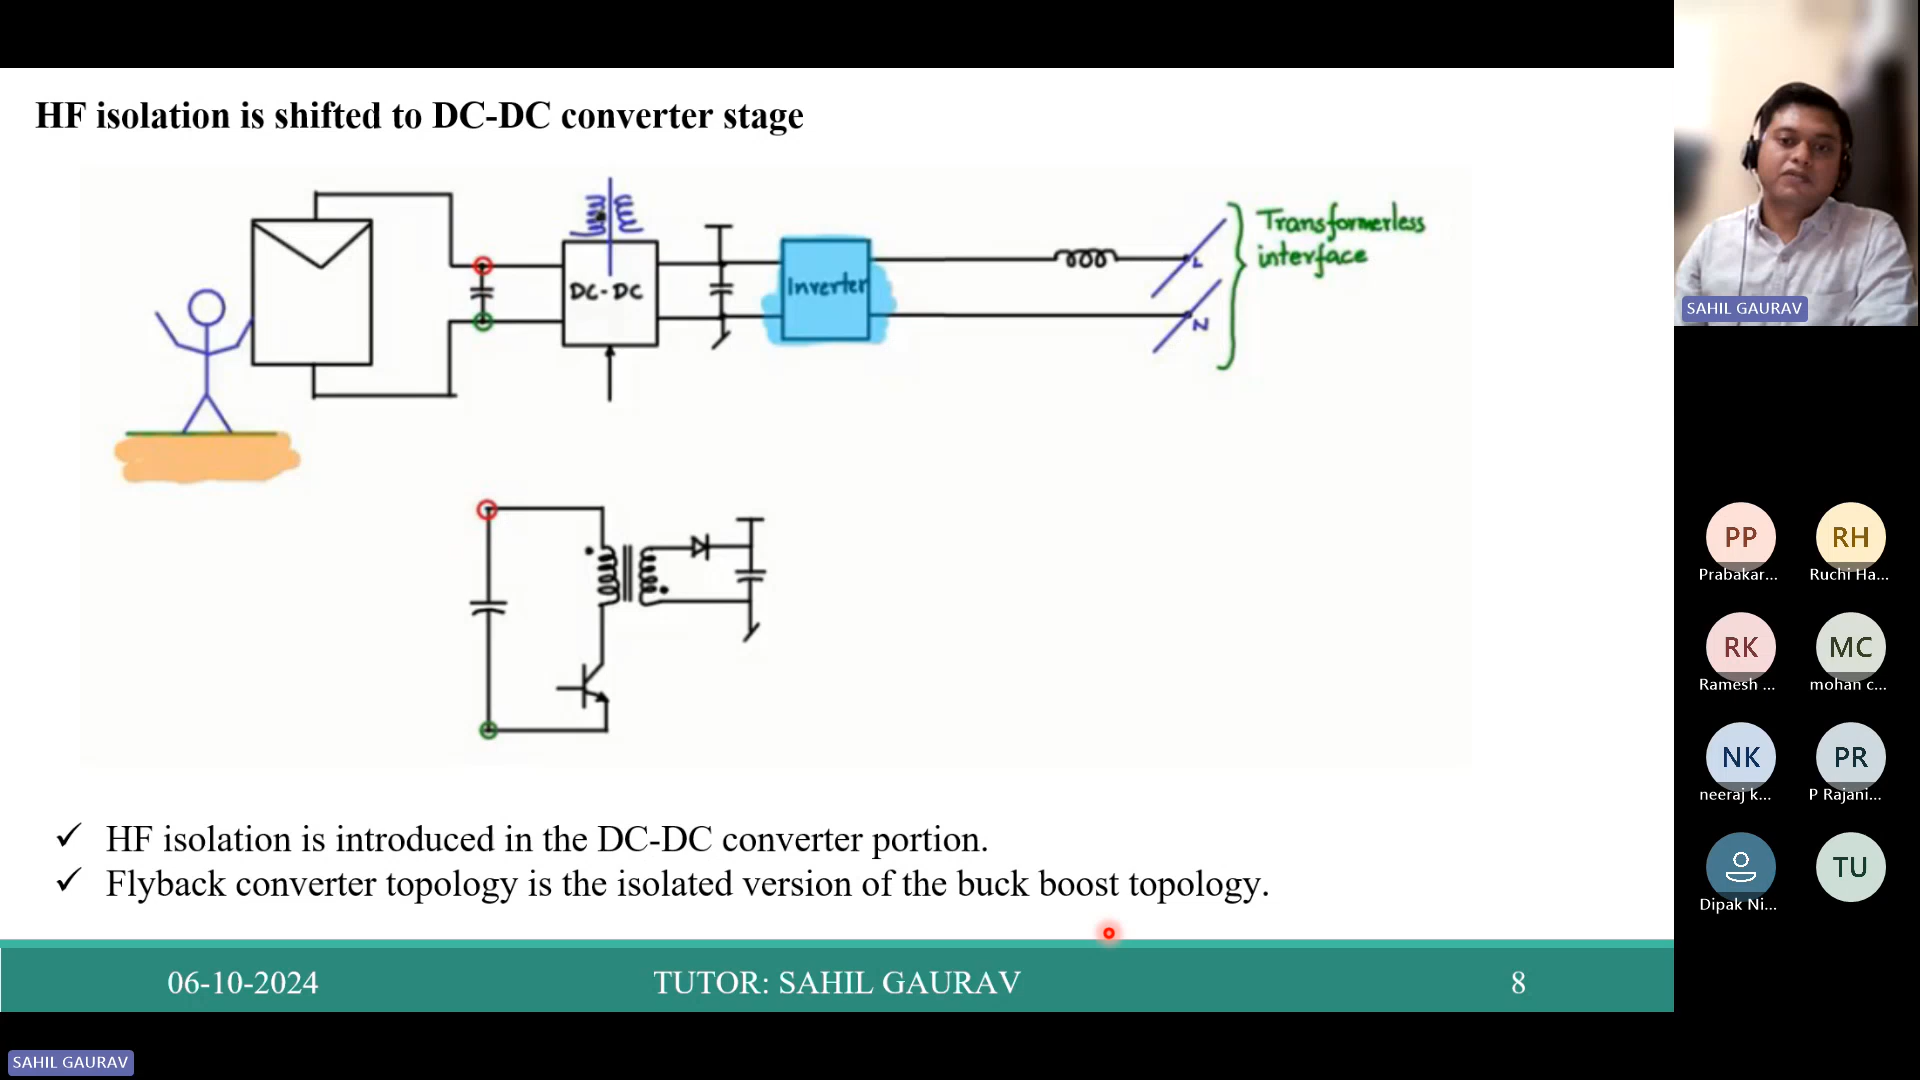 HF isolation is shifted to DC-DC converter stage
Transformerless
interface
DC-DC
Inverter
L
N
✓ HF isolation is introduced in the DC-DC converter portion.
✓ Flyback converter topology is the isolated version of the buck boost topology.
06-10-2024 TUTOR: SAHIL GAURAV 8
SAHIL GAURAV
SAHIL GAURAV
PP RH
Prabakar... Ruchi Ha...
RK MC
Ramesh ... mohan c...
NK PR
neeraj k... P Rajani...
TU
Dipak Ni...